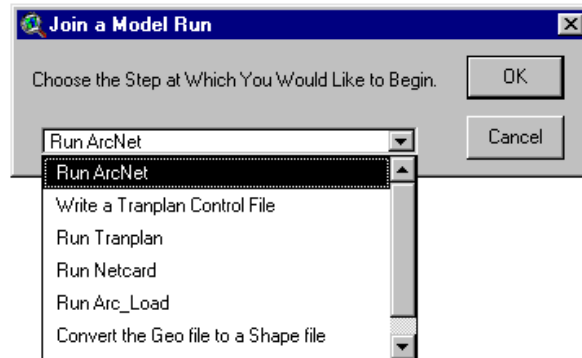 Join a Model Run
Choose the Step at Which You Would Like to Begin.
OK
Cancel
Run ArcNet
Run ArcNet
Write a Tranplan Control File
Run Tranplan
Run Netcard
Run Arc_Load
Convert the Geo file to a Shape file